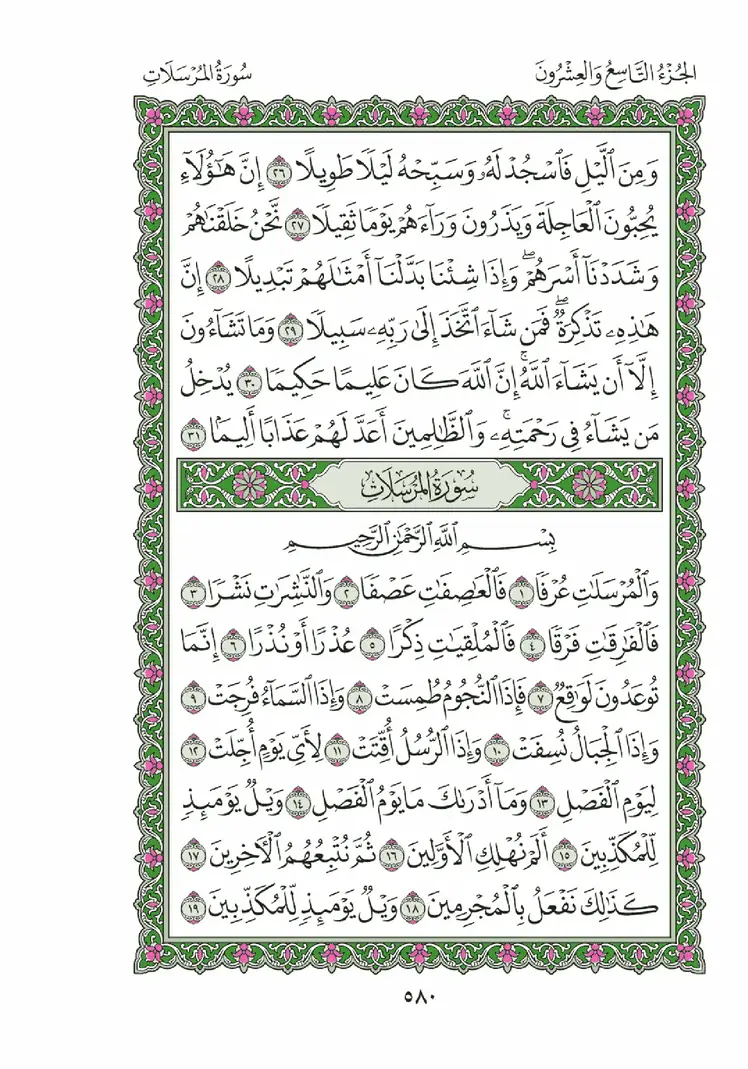 الجُزْءُ التَّاسِعُ وَالعِشْرُونَ
سُورَةُ المُرْسَلَاتِ
وَمِنَ ٱلَّيْلِ فَٱسْجُدْ لَهُۥ وَسَبِّحْهُ لَيْلًا طَوِيلًا ٢٦ إِنَّ هَٰٓؤُلَآءِ
يُحِبُّونَ ٱلْعَاجِلَةَ وَيَذَرُونَ وَرَآءَهُمْ يَوْمًا ثَقِيلًا ٢٧ نَّحْنُ خَلَقْنَٰهُمْ
وَشَدَدْنَآ أَسْرَهُمْۖ وَإِذَا شِئْنَا بَدَّلْنَآ أَمْثَٰلَهُمْ تَبْدِيلًا ٢٨ إِنَّ
هَٰذِهِۦ تَذْكِرَةٌۖ فَمَن شَآءَ ٱتَّخَذَ إِلَىٰ رَبِّهِۦ سَبِيلًا ٢٩ وَمَا تَشَآءُونَ
إِلَّآ أَن يَشَآءَ ٱللَّهُۚ إِنَّ ٱللَّهَ كَانَ عَلِيمًا حَكِيمًا ٣٠ يُدْخِلُ
مَن يَشَآءُ فِى رَحْمَتِهِۦۚ وَٱلظَّٰلِمِينَ أَعَدَّ لَهُمْ عَذَابًا أَلِيمًۢا ٣١
سُورَةُ المُرْسَلَاتِ
بِسْمِ ٱللَّهِ ٱلرَّحْمَٰنِ ٱلرَّحِيمِ
وَٱلْمُرْسَلَٰتِ عُرْفًا ١ فَٱلْعَٰصِفَٰتِ عَصْفًا ٢ وَٱلنَّٰشِرَٰتِ نَشْرًا ٣
فَٱلْفَٰرِقَٰتِ فَرْقًا ٤ فَٱلْمُلْقِيَٰتِ ذِكْرًا ٥ عُذْرًا أَوْ نُذْرًا ٦ إِنَّمَا
تُوعَدُونَ لَوَٰقِعٌ ٧ فَإِذَا ٱلنُّجُومُ طُمِسَتْ ٨ وَإِذَا ٱلسَّمَآءُ فُرِجَتْ ٩
وَإِذَا ٱلْجِبَالُ نُسِفَتْ ١٠ وَإِذَا ٱلرُّسُلُ أُقِّتَتْ ١١ لِأَىِّ يَوْمٍ أُجِّلَتْ ١٢
لِيَوْمِ ٱلْفَصْلِ ١٣ وَمَآ أَدْرَىٰكَ مَا يَوْمُ ٱلْفَصْلِ ١٤ وَيْلٌ يَوْمَئِذٍ
لِّلْمُكَذِّبِينَ ١٥ أَلَمْ نُهْلِكِ ٱلْأَوَّلِينَ ١٦ ثُمَّ نُتْبِعُهُمُ ٱلْءَاخِرِينَ ١٧
كَذَٰلِكَ نَفْعَلُ بِٱلْمُجْرِمِينَ ١٨ وَيْلٌ يَوْمَئِذٍ لِّلْمُكَذِّبِينَ ١٩
٥٨٠